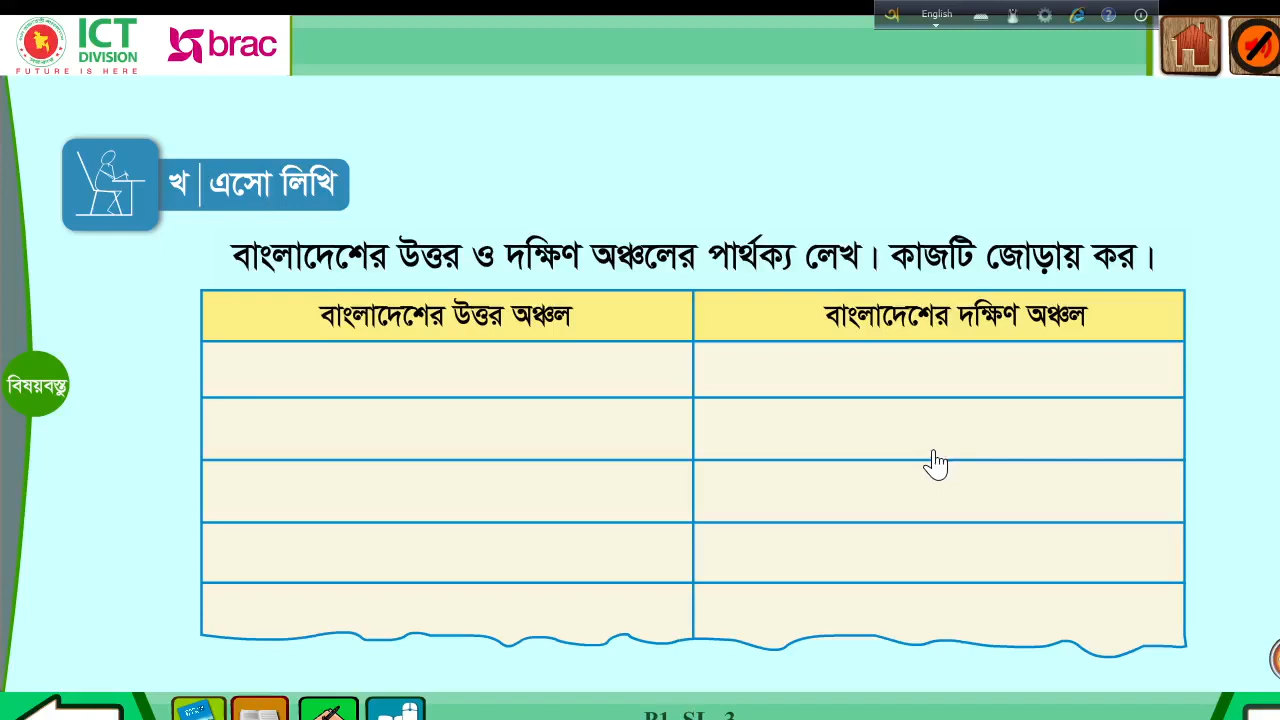 English
ICT
DIVISION
FUTURE IS HERE
brac
খ | এসো লিখি
বাংলাদেশের উত্তর ও দক্ষিণ অঞ্চলের পার্থক্য লেখ। কাজটি জোড়ায় কর।
বাংলাদেশের উত্তর অঞ্চল
বাংলাদেশের দক্ষিণ অঞ্চল
বিষয়বস্তু